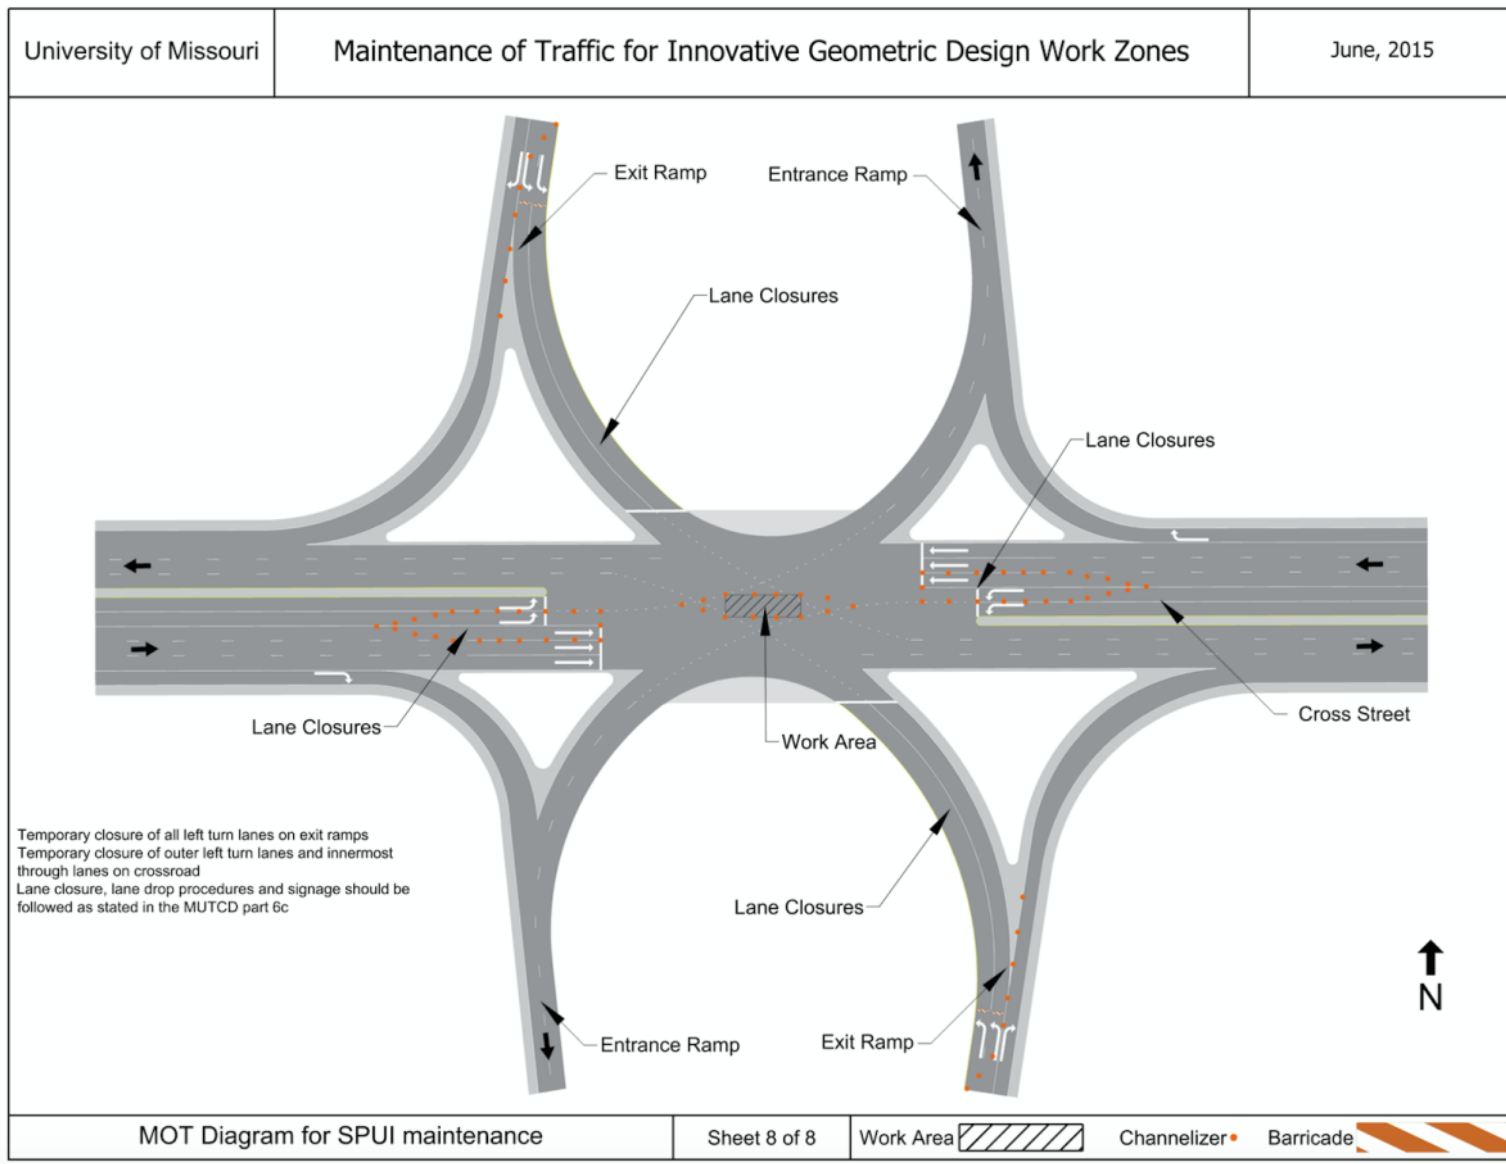 University of Missouri
Maintenance of Traffic for Innovative Geometric Design Work Zones
June, 2015
Exit Ramp
Entrance Ramp
Lane Closures
Lane Closures
Cross Street
Lane Closures
Work Area
Temporary closure of all left turn lanes on exit ramps
Temporary closure of outer left turn lanes and innermost
through lanes on crossroad
Lane closure, lane drop procedures and signage should be
followed as stated in the MUTCD part 6c
Lane Closures
N
Entrance Ramp
Exit Ramp
MOT Diagram for SPUI maintenance
Sheet 8 of 8
Work Area
Channelizer
Barricade